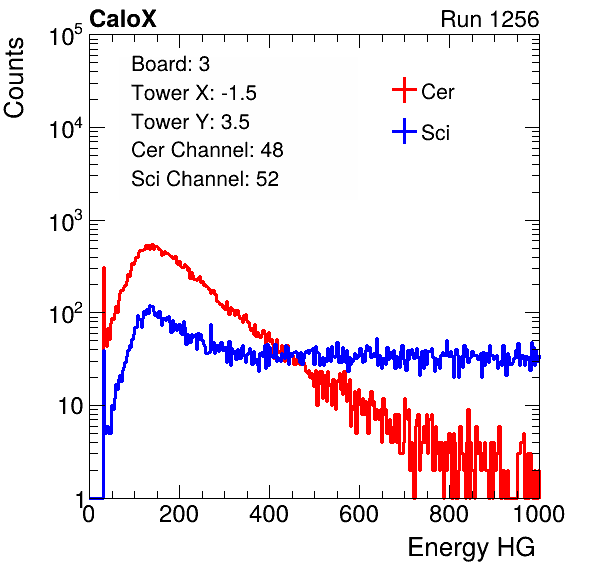 CaloX Run 1256
Counts
Board: 3
Tower X: -1.5
Tower Y: 3.5
Cer Channel: 48
Sci Channel: 52
Cer
Sci
10^5
10^4
10^3
10^2
10
1
0 200 400 600 800 1000
Energy HG